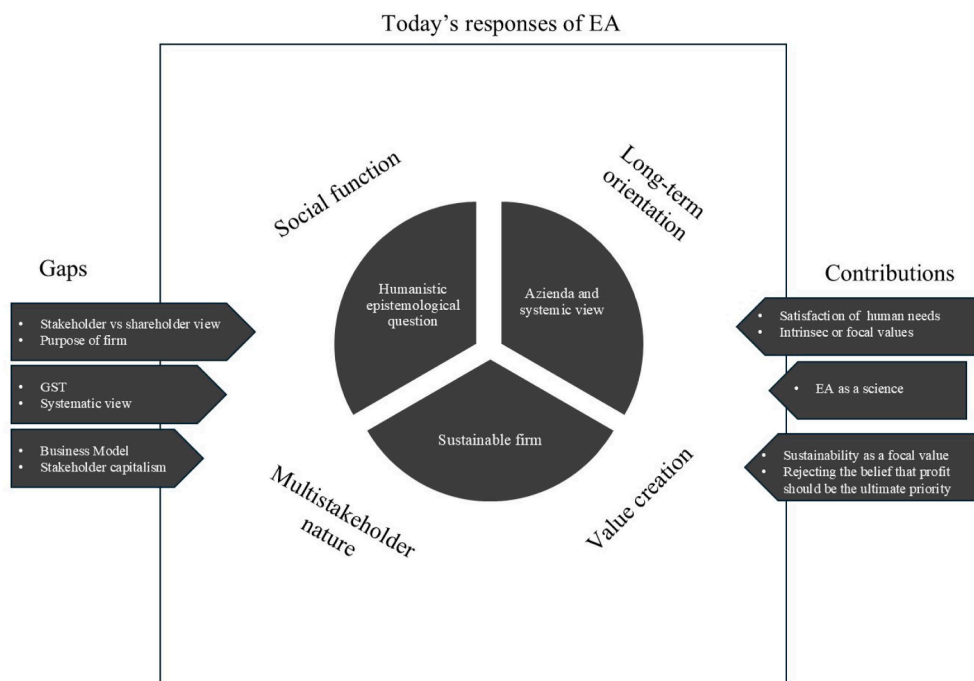 Today's responses of EA
Social function
Long-term
orientation
Gaps
Contributions
Humanistic
epistemological
question
Azienda and
systemic view
• Stakeholder vs shareholder view
• Purpose of firm
• Satisfaction of human needs
• Intrinsec or focal values
• GST
• Systematic view
• EA as a science
• Business Model
• Stakeholder capitalism
Sustainable firm
• Sustainability as a focal value
• Rejecting the belief that profit
should be the ultimate priority
Multistakeholder
nature
Value creation